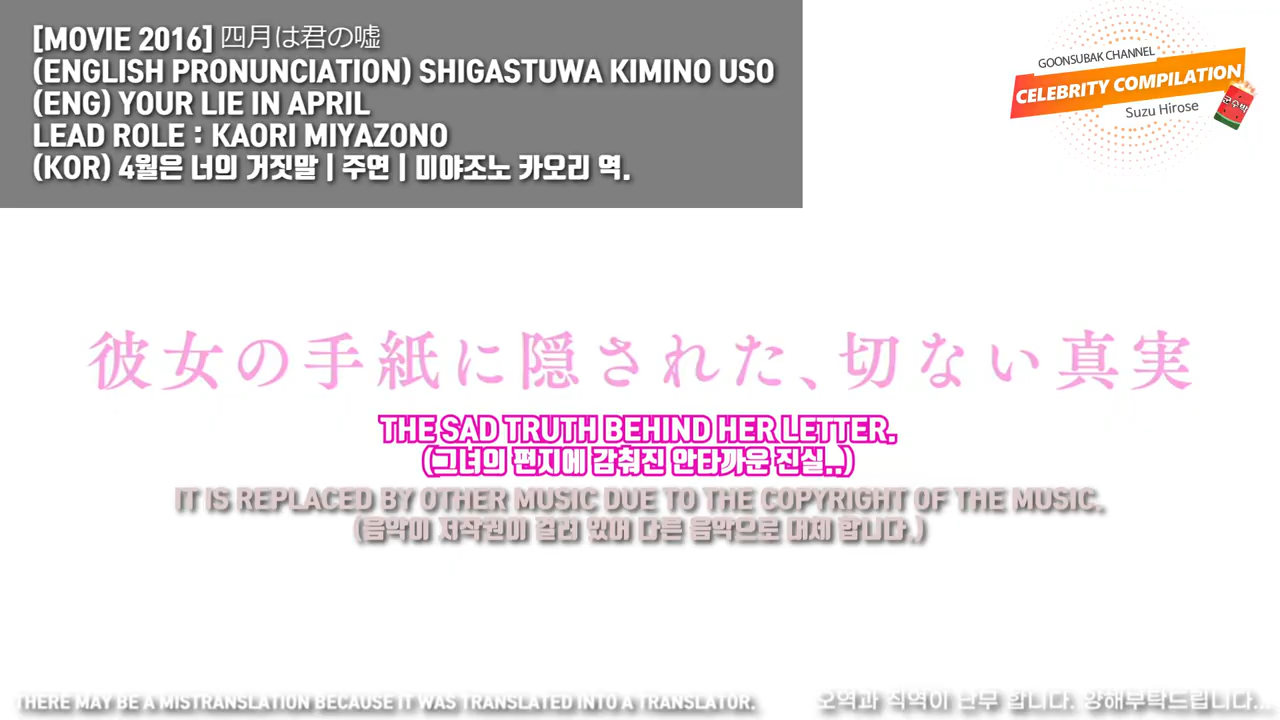 [MOVIE 2016] 四月は君の嘘
(ENGLISH PRONUNCIATION) SHIGASTUWA KIMINO USO
(ENG) YOUR LIE IN APRIL
LEAD ROLE : KAORI MIYAZONO
(KOR) 4월은 너의 거짓말 | 주연 | 미야조노 카오리 역.
GOONSUBAK CHANNEL
CELEBRITY COMPILATION
Suzu Hirose
군수박
彼女の手紙に隠された、切ない真実
THE SAD TRUTH BEHIND HER LETTER.
(그녀의 편지에 감춰진 안타까운 진실..)
IT IS REPLACED BY OTHER MUSIC DUE TO THE COPYRIGHT OF THE MUSIC.
(음악이 저작권이 걸려 있어 다른 음악으로 대체 합니다.)
THERE MAY BE A MISTRANSLATION BECAUSE IT WAS TRANSLATED INTO A TRANSLATOR.
오역과 직역이 난무 합니다. 양해부탁드립니다...